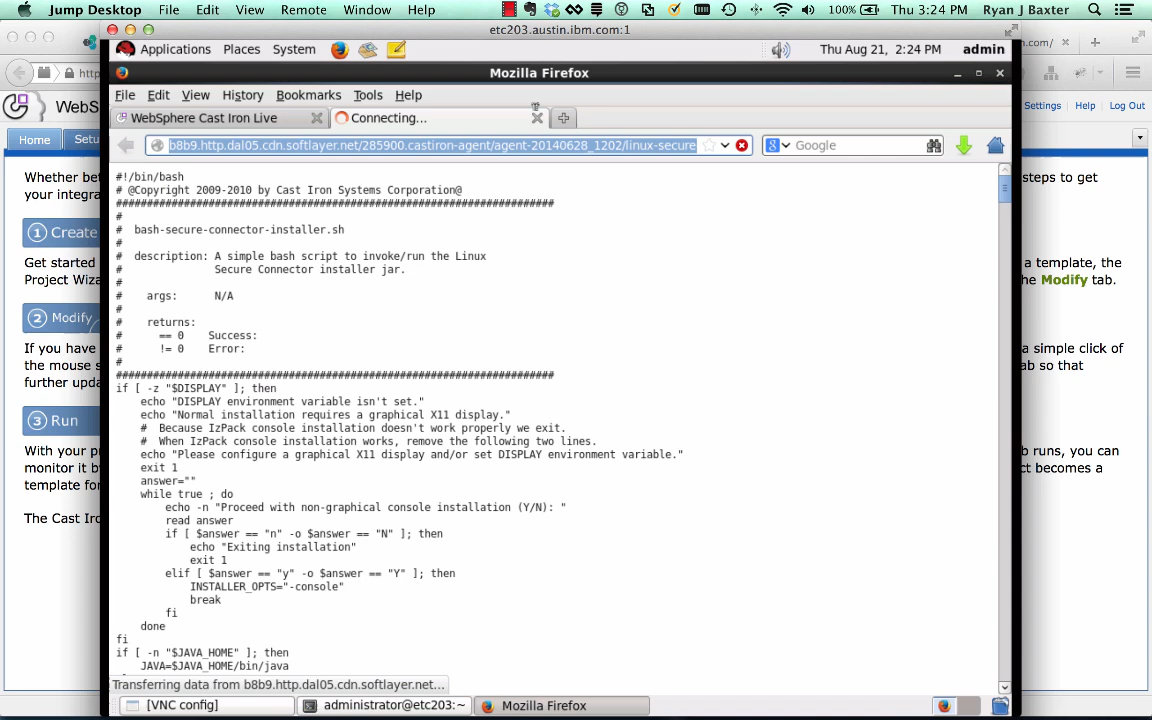 Jump Desktop File Edit View Remote Window Help 100% Thu 3:24 PM Ryan J Baxter
etc203.austin.ibm.com:1
Applications Places System Thu Aug 21, 2:24 PM admin
Mozilla Firefox
File Edit View History Bookmarks Tools Help
WebSphere Cast Iron Live Connecting...
b8b9.http.dal05.cdn.softlayer.net/285900.castiron-agent/agent-20140628_1202/linux-secure Google
#!/bin/bash
# @Copyright 2009-2010 by Cast Iron Systems Corporation@
########################################################################
#
# bash-secure-connector-installer.sh
#
# description: A simple bash script to invoke/run the Linux
# Secure Connector installer jar.
#
# args: N/A
#
# returns:
# == 0 Success:
# != 0 Error:
#
########################################################################
if [ -z "$DISPLAY" ]; then
echo "DISPLAY environment variable isn't set."
echo "Normal installation requires a graphical X11 display."
# Because IzPack console installation doesn't work properly we exit.
# When IzPack console installation works, remove the following two lines.
echo "Please configure a graphical X11 display and/or set DISPLAY environment variable."
exit 1
answer=""
while true ; do
echo -n "Proceed with non-graphical console installation (Y/N): "
read answer
if [ $answer == "n" -o $answer == "N" ]; then
echo "Exiting installation"
exit 1
elif [ $answer == "y" -o $answer == "Y" ]; then
INSTALLER_OPTS="-console"
break
fi
done
fi
if [ -n "$JAVA_HOME" ]; then
JAVA=$JAVA_HOME/bin/java
Transferring data from b8b9.http.dal05.cdn.softlayer.net...
[VNC config] administrator@etc203:~ Mozilla Firefox
http
WebS
Home Setu
Whether bet
your integra
1 Create
Get started
Project Wiza
2 Modify
If you have
the mouse s
further upda
3 Run
With your p
monitor it by
template for
The Cast Iro
.com/
Settings Help Log Out
steps to get
a template, the
he Modify tab.
a simple click of
ab so that
b runs, you can
ct becomes a